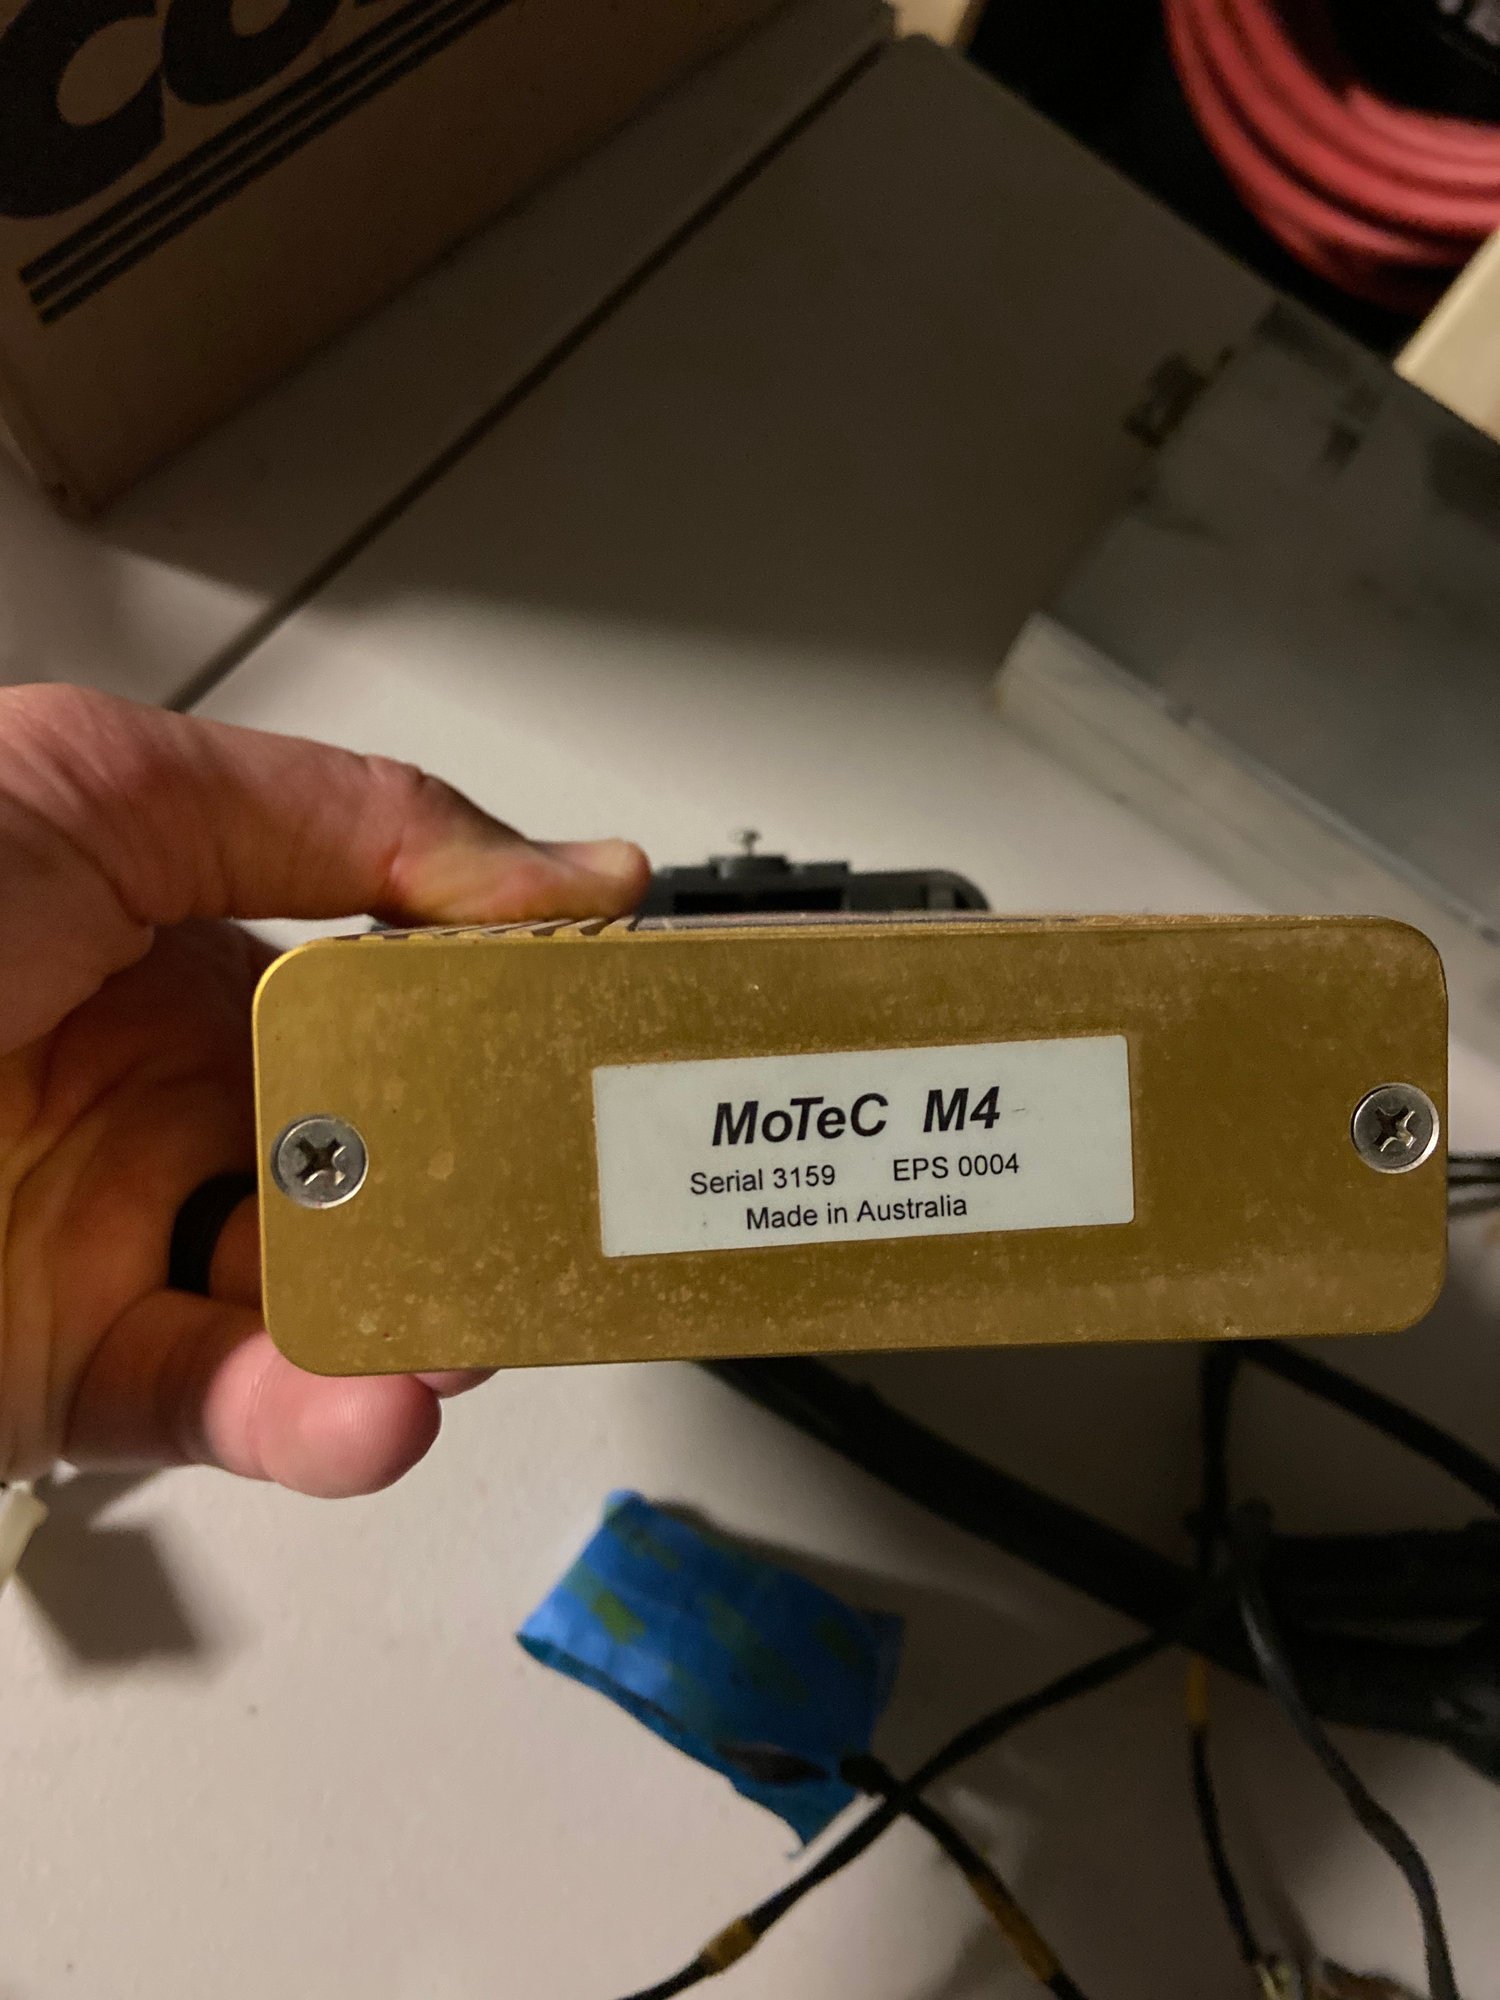 MoTeC M4
Serial 3159 EPS 0004
Made in Australia